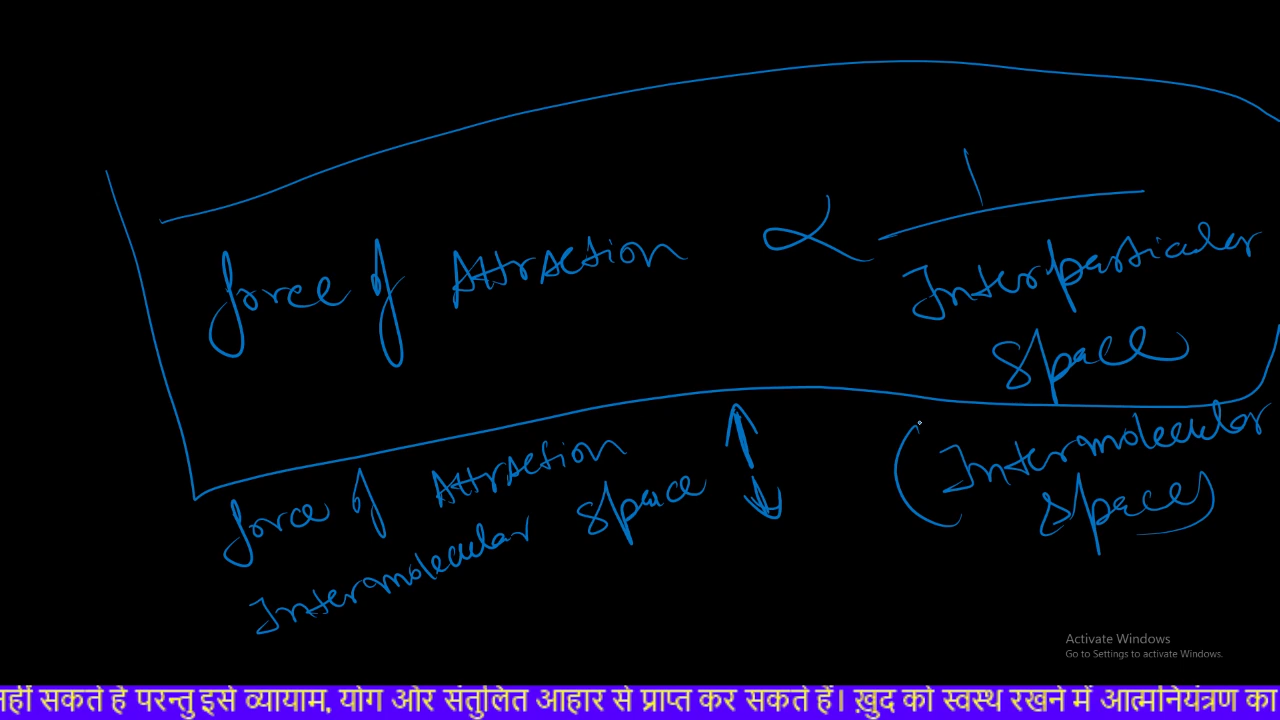 force of Attraction ∝ 1
Interparticular
Space
force of Attraction ↑
Intermolecular Space ↓
(Intermolecular
Space)
Activate Windows
Go to Settings to activate Windows.
नहीं सकते हैं परन्तु इसे व्यायाम, योग और संतुलित आहार से प्राप्त कर सकते हैं। ख़ुद को स्वस्थ रखने में आत्मनियंत्रण का